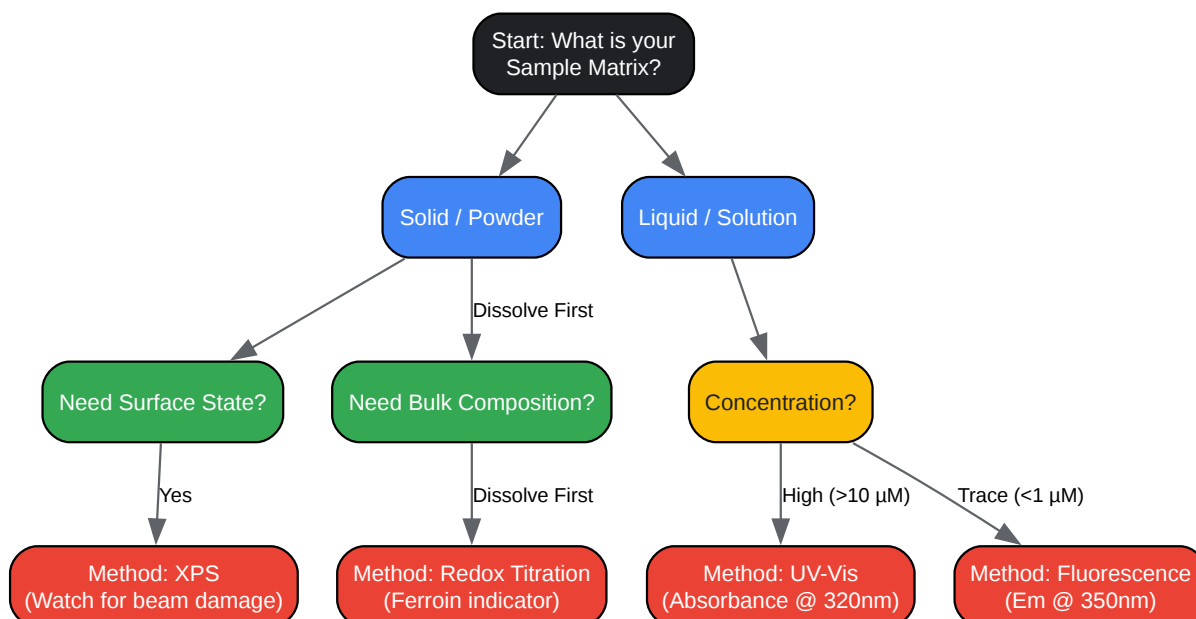 Start: What is your
Sample Matrix?
Solid / Powder
Liquid / Solution
Dissolve First
Need Surface State?
Need Bulk Composition?
Concentration?
Yes
Dissolve First
High (>10 µM)
Trace (<1 µM)
Method: XPS
(Watch for beam damage)
Method: Redox Titration
(Ferroin indicator)
Method: UV-Vis
(Absorbance @ 320nm)
Method: Fluorescence
(Em @ 350nm)